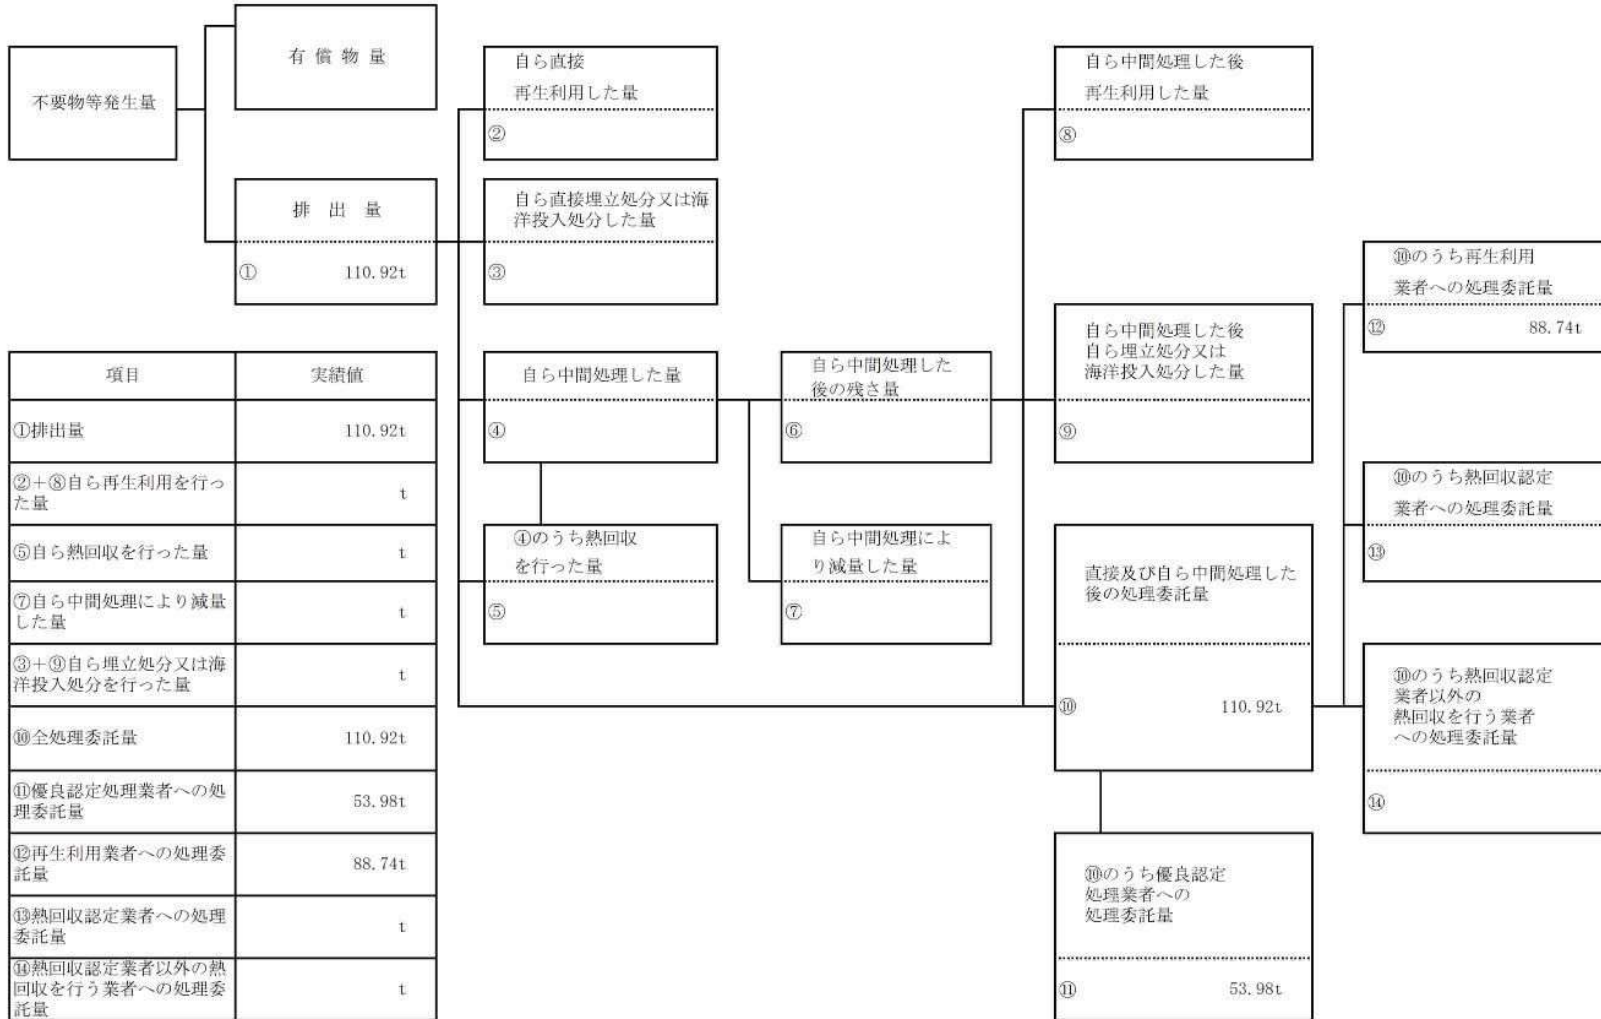 不要物等発生量
有償物量
排出量
① 110.92t
自ら直接
再生利用した量
②
自ら直接埋立処分又は海
洋投入処分した量
③
自ら中間処理した量
④
④のうち熱回収
を行った量
⑤
自ら中間処理した
後の残さ量
⑥
自ら中間処理によ
り減量した量
⑦
自ら中間処理した後
再生利用した量
⑧
自ら中間処理した後
自ら埋立処分又は
海洋投入処分した量
⑨
直接及び自ら中間処理した
後の処理委託量
⑩ 110.92t
⑩のうち優良認定
処理業者への
処理委託量
⑪ 53.98t
⑩のうち再生利用
業者への処理委託量
⑫ 88.74t
⑩のうち熱回収認定
業者への処理委託量
⑬
⑩のうち熱回収認定
業者以外の
熱回収を行う業者
への処理委託量
⑭
項目 実績値
①排出量 110.92t
②+⑧自ら再生利用を行っ
た量 t
⑤自ら熱回収を行った量 t
⑦自ら中間処理により減量
した量 t
③+⑨自ら埋立処分又は海
洋投入処分を行った量 t
⑩全処理委託量 110.92t
⑪優良認定処理業者への処
理委託量 53.98t
⑫再生利用業者への処理委
託量 88.74t
⑬熱回収認定業者への処理
委託量 t
⑭熱回収認定業者以外の熱
回収を行う業者への処理委
託量 t